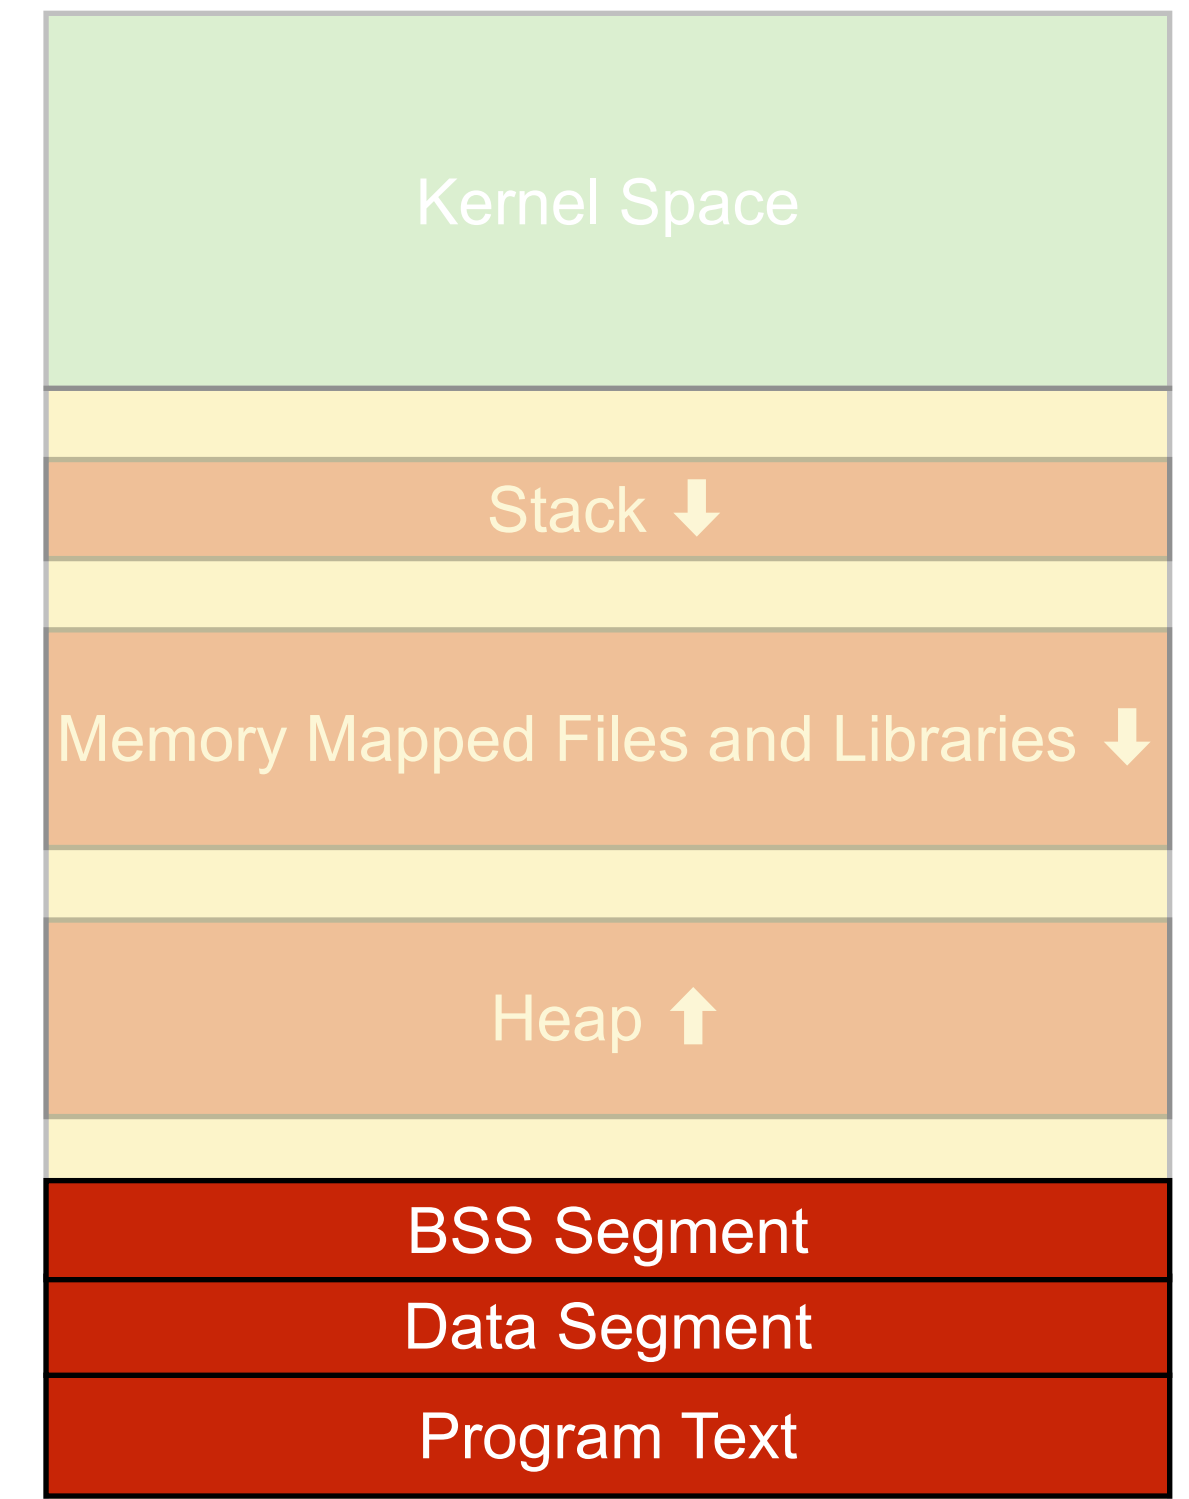 Kernel Space
Stack ⬇
Memory Mapped Files and Libraries ⬇
Heap ⬆
BSS Segment
Data Segment
Program Text